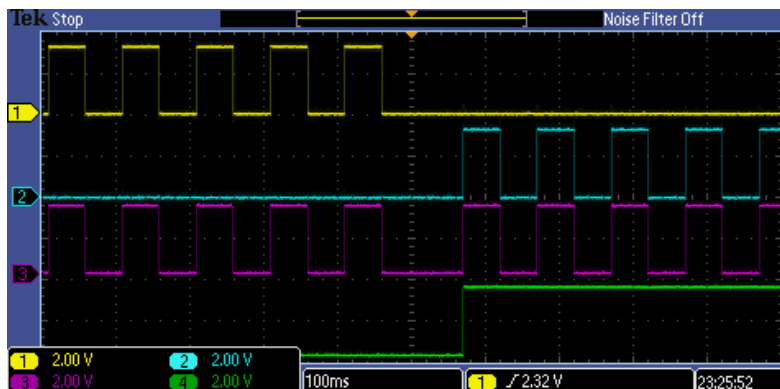 Tek Stop Noise Filter Off
1
2
3
1 2.00 V 2 2.00 V
3 2.00 V 4 2.00 V
100ms 1 2.32 V 23:25:52